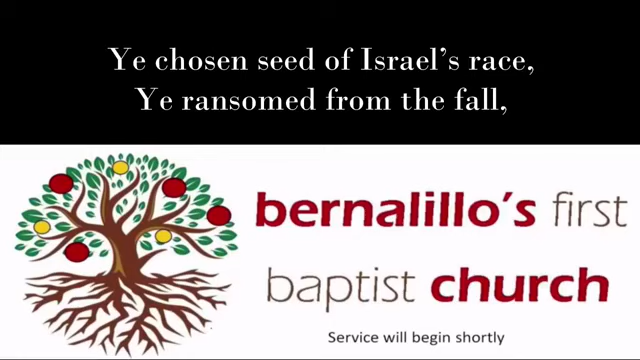 Ye chosen seed of Israel's race,
Ye ransomed from the fall,
bernalillo's first
baptist church
Service will begin shortly